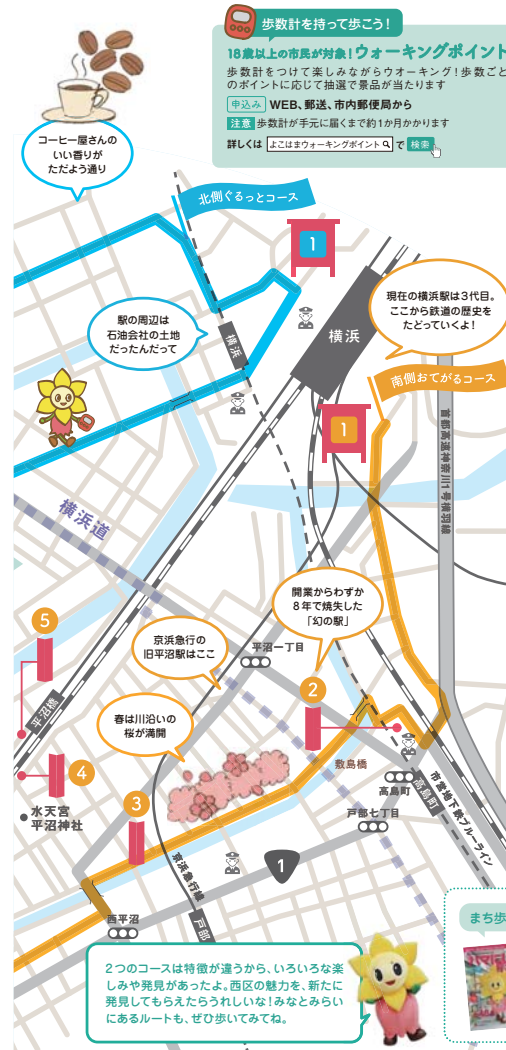 歩数計を持って歩こう！
18歳以上の市民が対象！ウォーキングポイント
歩数計をつけて楽しみながらウオーキング！歩数ごと
のポイントに応じて抽選で景品が当たります
申込み WEB、郵送、市内郵便局から
注意 歩数計が手元に届くまで約1か月かかります
詳しくは よこはまウォーキングポイント で 検索
コーヒー屋さんの
いい香りが
ただよう通り
北側ぐるっとコース
1
駅の周辺は
石油会社の土地
だったんだって
横浜
横浜
現在の横浜駅は3代目。
ここから鉄道の歴史を
たどっていくよ！
南側おてがるコース
1
首都高速神奈川1号横羽線
横浜道
開業からわずか
8年で焼失した
「幻の駅」
京浜急行の
旧平沼駅はここ
平沼一丁目
5
平沼橋
2
春は川沿いの
桜が満開
敷島橋
4
水天宮
平沼神社
高島町
高島町
市営地下鉄ブルーライン
戸部七丁目
3
京浜急行線
1
西平沼
戸部
まち歩
2つのコースは特徴が違うから、いろいろな楽
しみや発見があったよ。西区の魅力を、新たに
発見してもらえたらうれしいな！みなとみらい
にあるルートも、ぜひ歩いてみてね。